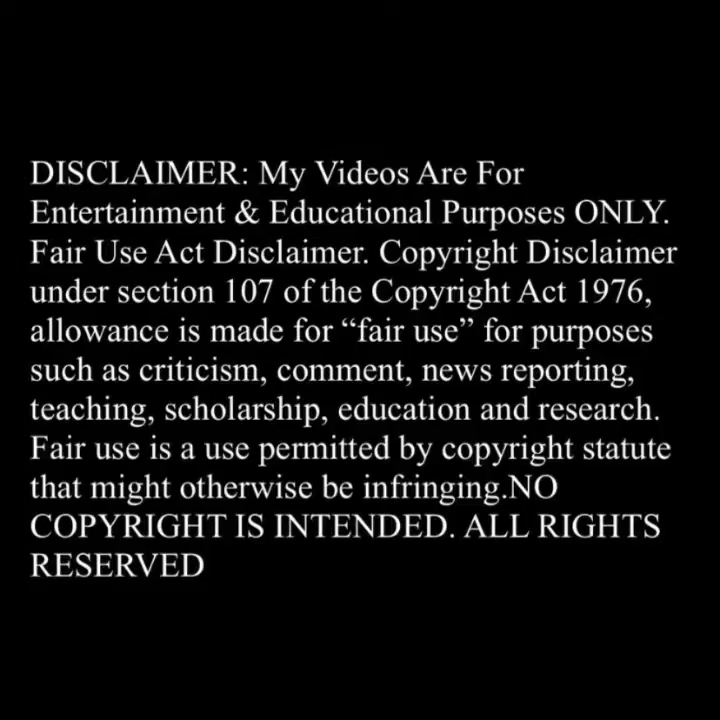 DISCLAIMER: My Videos Are For
Entertainment & Educational Purposes ONLY.
Fair Use Act Disclaimer. Copyright Disclaimer
under section 107 of the Copyright Act 1976,
allowance is made for “fair use” for purposes
such as criticism, comment, news reporting,
teaching, scholarship, education and research.
Fair use is a use permitted by copyright statute
that might otherwise be infringing.NO
COPYRIGHT IS INTENDED. ALL RIGHTS
RESERVED